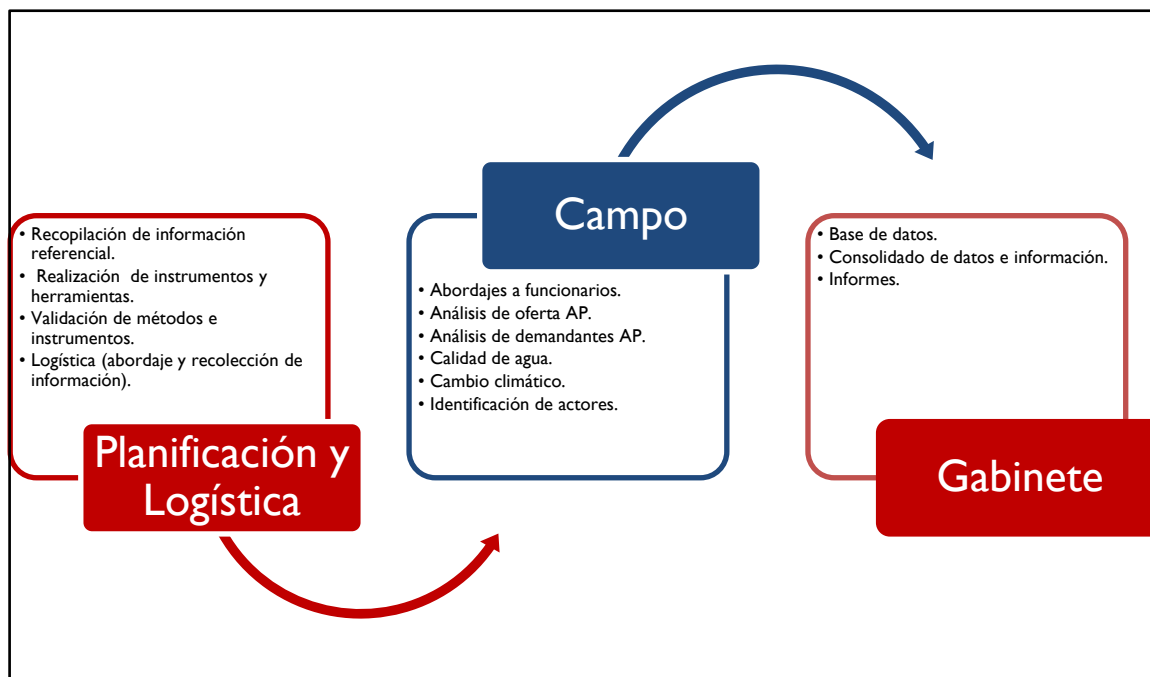 • Recopilación de información
referencial.
• Realización de instrumentos y
herramientas.
• Validación de métodos e
instrumentos.
• Logística (abordaje y recolección de
información).
Planificación y
Logística
Campo
• Abordajes a funcionarios.
• Análisis de oferta AP.
• Análisis de demandantes AP.
• Calidad de agua.
• Cambio climático.
• Identificación de actores.
• Base de datos.
• Consolidado de datos e información.
• Informes.
Gabinete